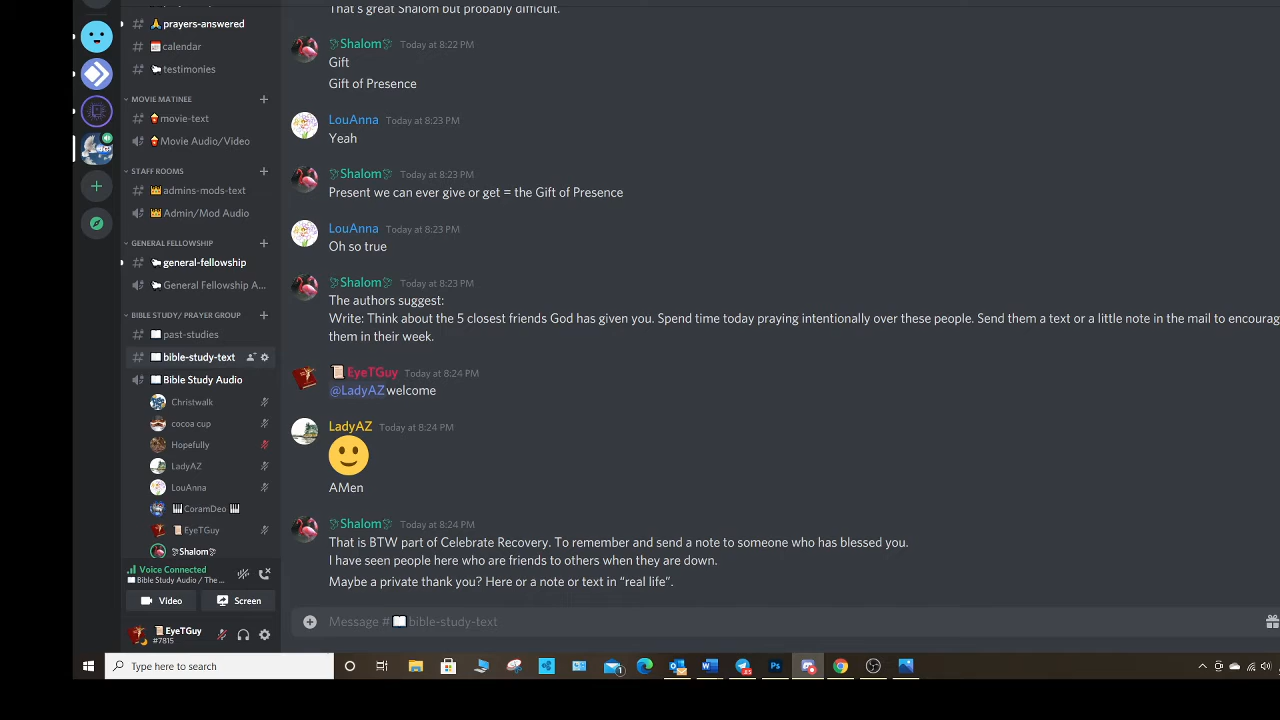 prayers-answered
calendar
testimonies
MOVIE MATINEE
movie-text
Movie Audio/Video
STAFF ROOMS
admins-mods-text
Admin/Mod Audio
GENERAL FELLOWSHIP
general-fellowship
General Fellowship A...
BIBLE STUDY/ PRAYER GROUP
past-studies
bible-study-text
Bible Study Audio
Christwalk
cocoa cup
Hopefully
LadyAZ
LouAnna
CoramDeo
EyeTGuy
Shalom
Voice Connected
Bible Study Audio / The ...
Video
Screen
EyeTGuy
#7815
That's great Shalom but probably difficult.
Shalom Today at 8:22 PM
Gift
Gift of Presence
LouAnna Today at 8:23 PM
Yeah
Shalom Today at 8:23 PM
Present we can ever give or get = the Gift of Presence
LouAnna Today at 8:23 PM
Oh so true
Shalom Today at 8:23 PM
The authors suggest:
Write: Think about the 5 closest friends God has given you. Spend time today praying intentionally over these people. Send them a text or a little note in the mail to encourag
them in their week.
EyeTGuy Today at 8:24 PM
@LadyAZ welcome
LadyAZ Today at 8:24 PM
AMen
Shalom Today at 8:24 PM
That is BTW part of Celebrate Recovery. To remember and send a note to someone who has blessed you.
I have seen people here who are friends to others when they are down.
Maybe a private thank you? Here or a note or text in “real life”.
Message # bible-study-text
Type here to search